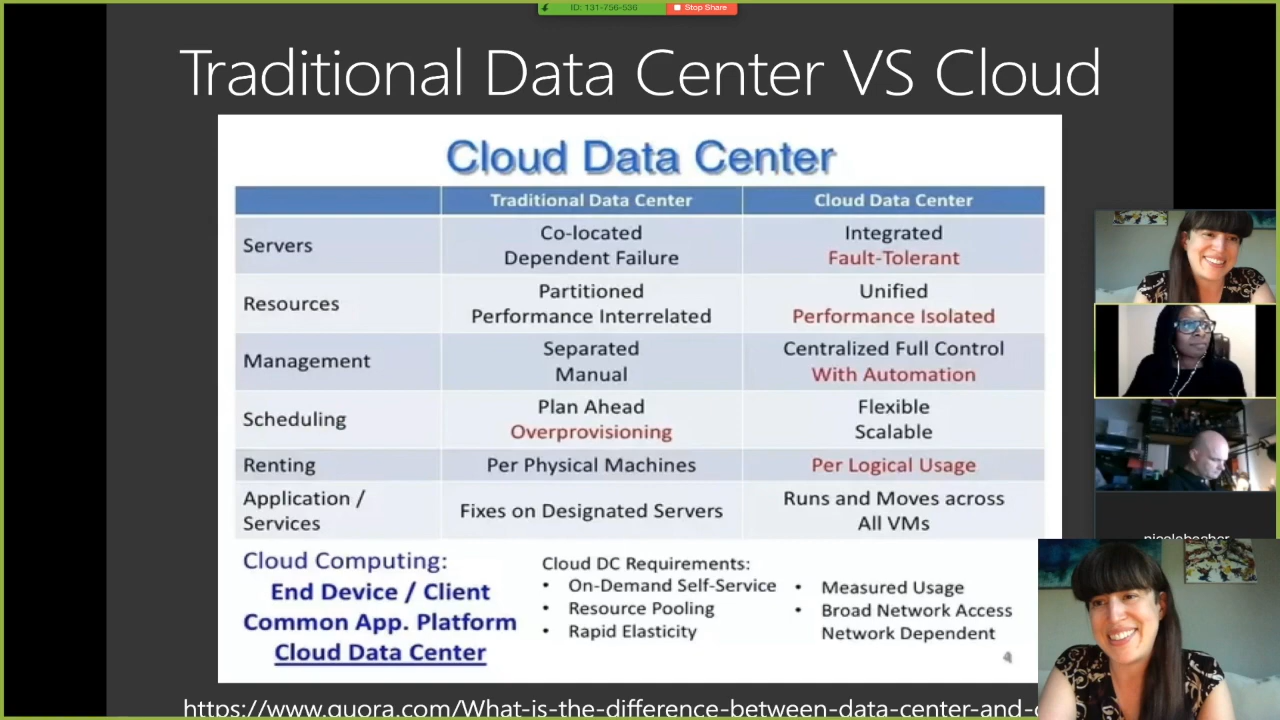 ID: 131-756-536
Stop Share
Traditional Data Center VS Cloud
Cloud Data Center
Traditional Data Center
Cloud Data Center
Servers
Co-located
Dependent Failure
Integrated
Fault-Tolerant
Resources
Partitioned
Performance Interrelated
Unified
Performance Isolated
Management
Separated
Manual
Centralized Full Control
With Automation
Scheduling
Plan Ahead
Overprovisioning
Flexible
Scalable
Renting
Per Physical Machines
Per Logical Usage
Application /
Services
Fixes on Designated Servers
Runs and Moves across
All VMs
Cloud Computing:
End Device / Client
Common App. Platform
Cloud Data Center
Cloud DC Requirements:
• On-Demand Self-Service
• Resource Pooling
• Rapid Elasticity
• Measured Usage
• Broad Network Access
Network Dependent
4
https://www.quora.com/What-is-the-difference-between-data-center-and-